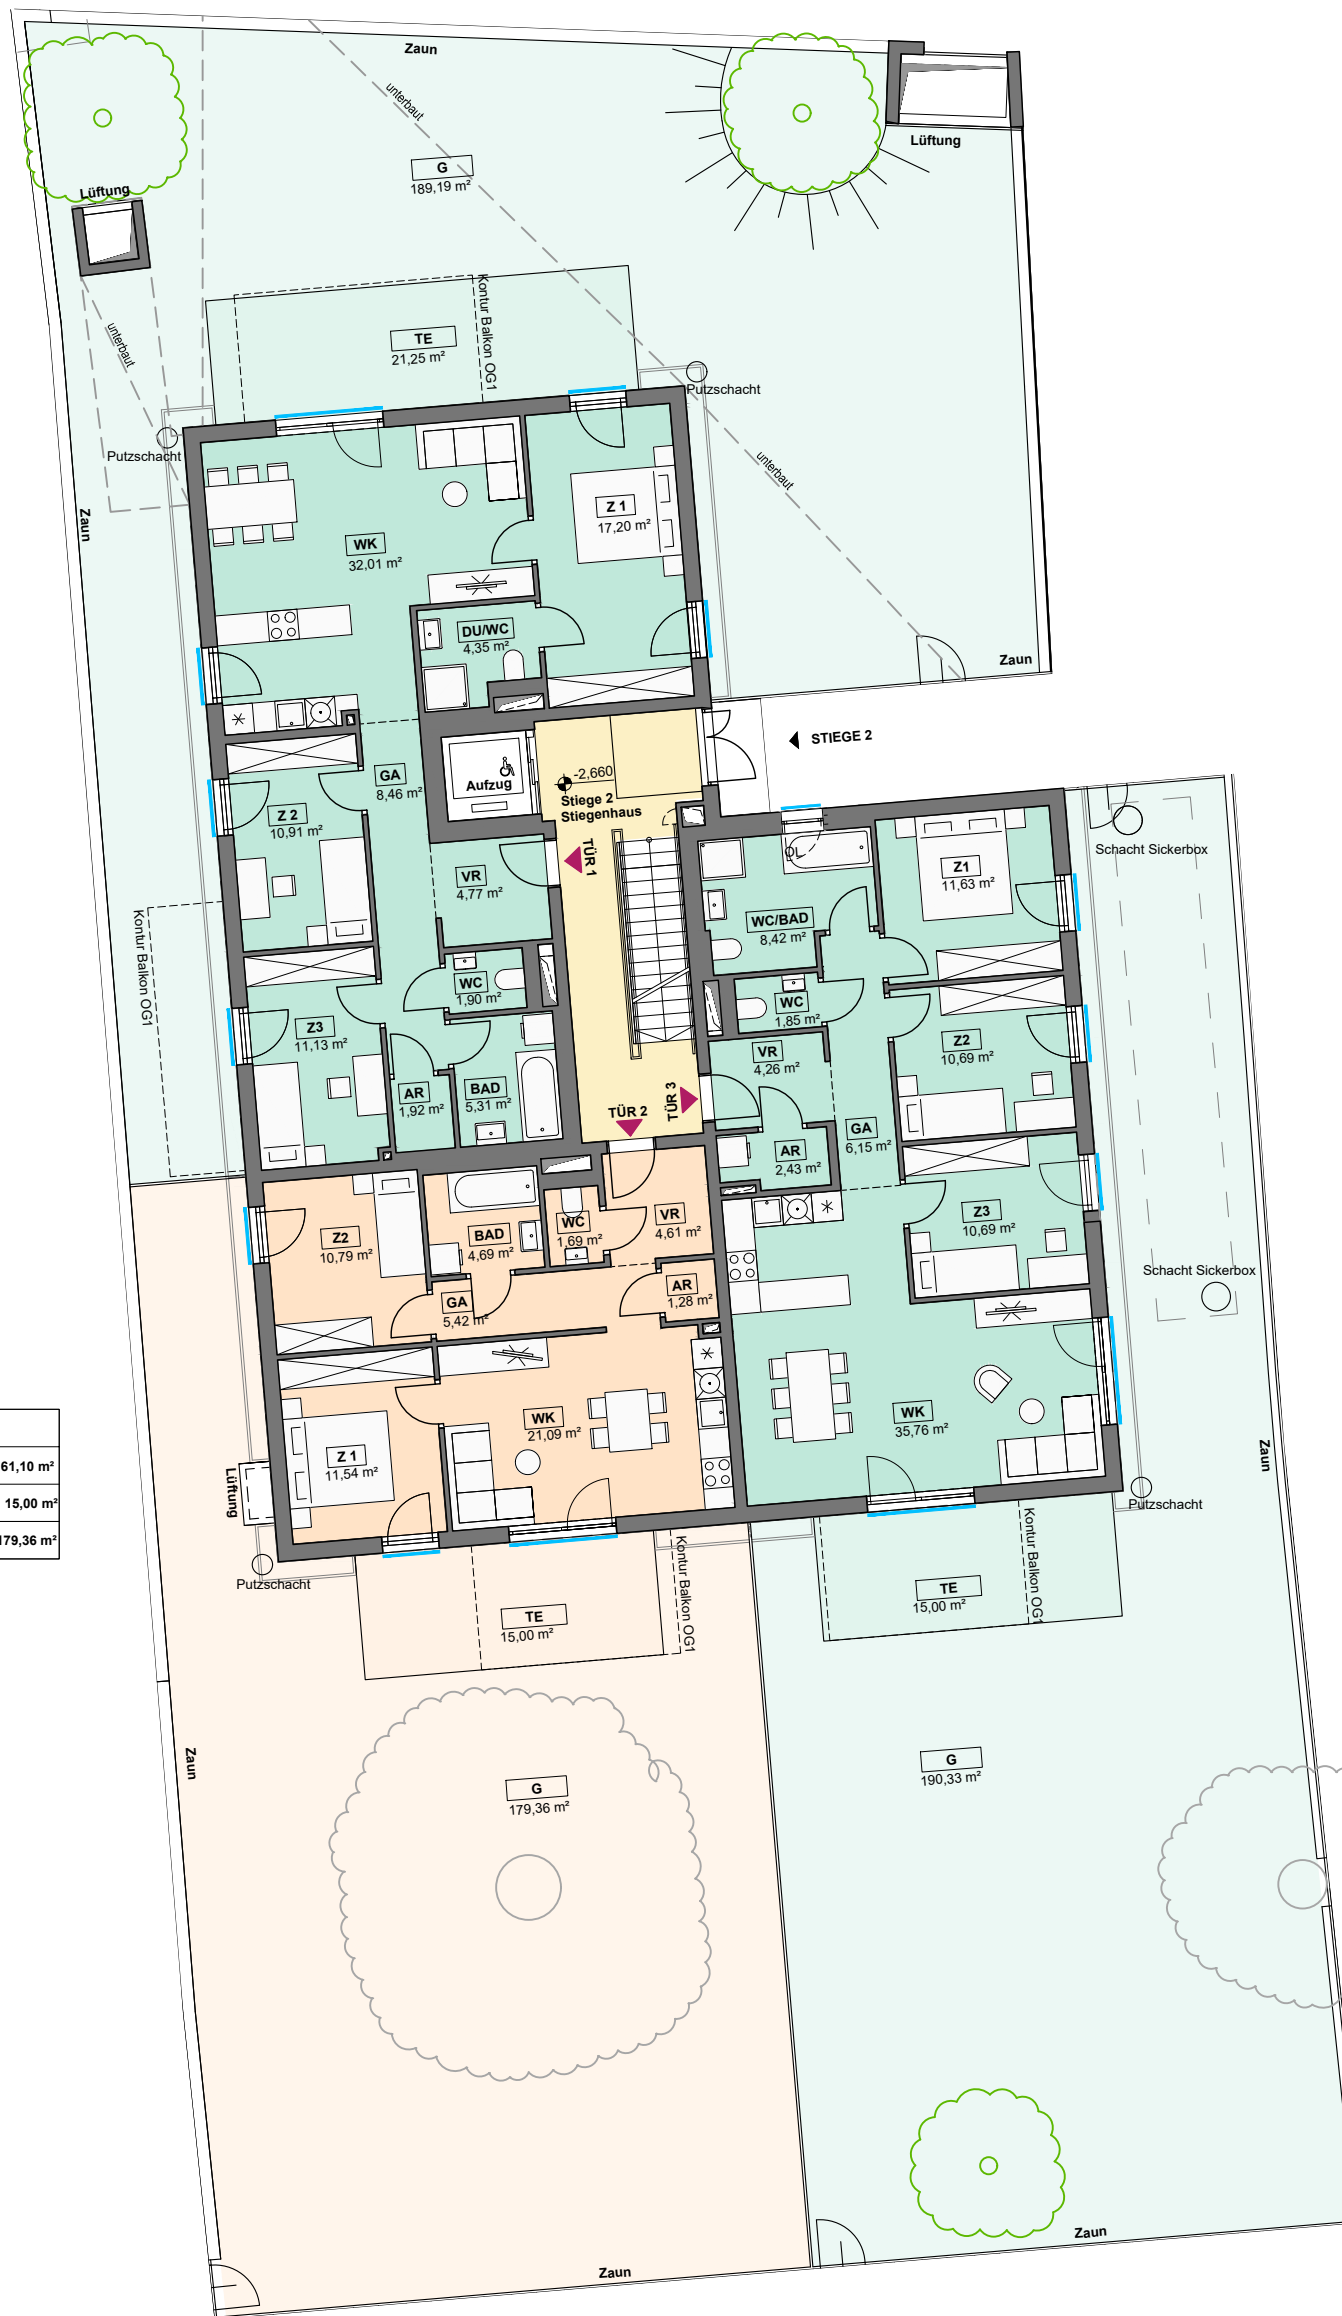 Zaun
unterbaut
G
189,19 m²
Lüftung
Lüftung
unterbaut
Kontur Balkon OG1
TE
21,25 m²
Putzschacht
Putzschacht
unterbaut
Zaun
Z 1
17,20 m²
WK
32,01 m²
DU/WC
4,35 m²
Zaun
STIEGE 2
GA
8,46 m²
Aufzug
-2,660
Stiege 2
Stiegenhaus
Z 2
10,91 m²
TÜR 1
VR
4,77 m²
DL
Schacht Sickerbox
Z1
11,63 m²
WC/BAD
8,42 m²
Kontur Balkon OG1
WC
1,90 m²
WC
1,85 m²
Z3
11,13 m²
Z2
10,69 m²
VR
4,26 m²
AR
1,92 m²
BAD
5,31 m²
TÜR 2
TÜR 3
GA
6,15 m²
AR
2,43 m²
Z2
10,79 m²
BAD
4,69 m²
WC
1,69 m²
VR
4,61 m²
Z3
10,69 m²
Schacht Sickerbox
GA
5,42 m²
AR
1,28 m²
WK
21,09 m²
WK
35,76 m²
Z 1
11,54 m²
Zaun
61,10 m²
15,00 m²
179,36 m²
Lüftung
Putzschacht
Putzschacht
Kontur Balkon OG1
Kontur Balkon OG1
TE
15,00 m²
TE
15,00 m²
Zaun
G
179,36 m²
G
190,33 m²
Zaun
Zaun